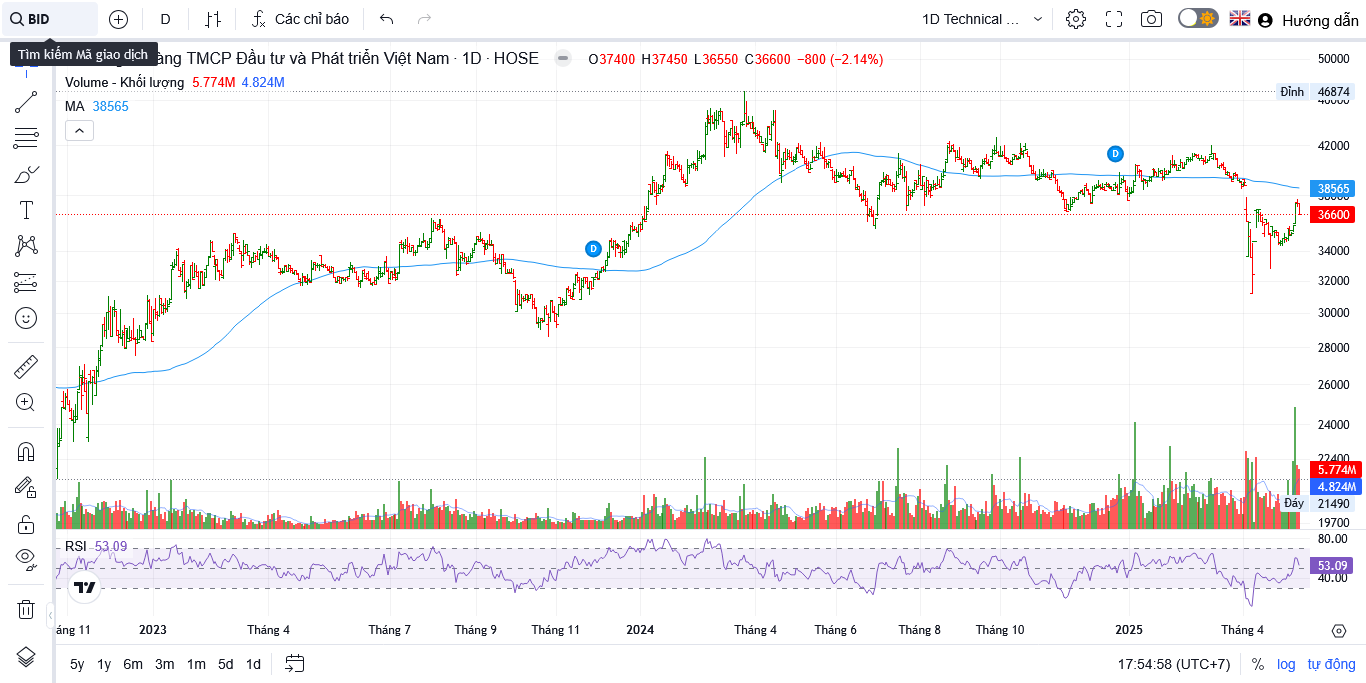 BID
D
Các chỉ báo
1D Technical ...
Hướng dẫn
Tìm kiếm Mã giao dịch
àng TMCP Đầu tư và Phát triển Việt Nam · 1D · HOSE
O37400 H37450 L36550 C36600 −800 (−2.14%)
Volume - Khối lượng 5.774M 4.824M
MA 38565
50000
Đỉnh 46874
46000
42000
38565
38000
36600
34000
32000
30000
28000
26000
24000
22400
5.774M
4.824M
Đáy 21490
19700
D
D
RSI 53.09
80.00
53.09
40.00
áng 11
2023
Tháng 4
Tháng 7
Tháng 9
Tháng 11
2024
Tháng 4
Tháng 6
Tháng 8
Tháng 10
2025
Tháng 4
5y 1y 6m 3m 1m 5d 1d
17:54:58 (UTC+7)
% log tự động